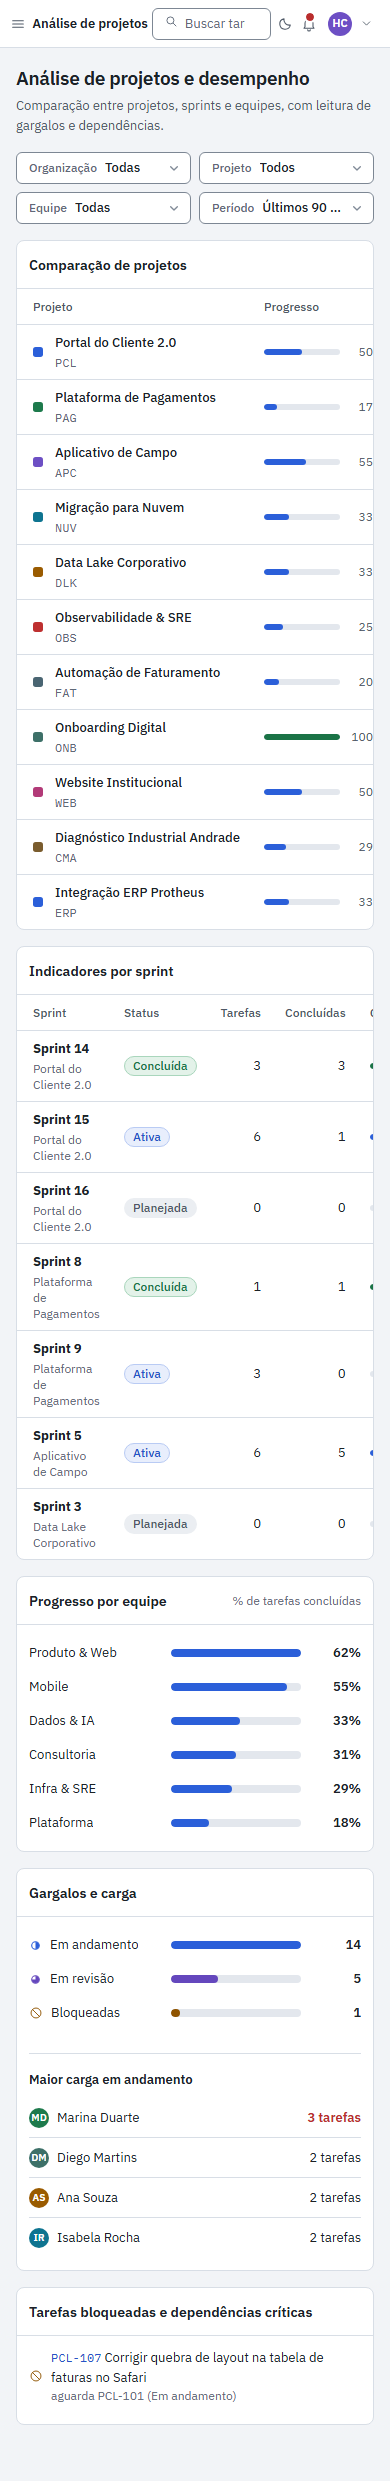 Análise de projetos
Buscar tar
HC
Análise de projetos e desempenho
Comparação entre projetos, sprints e equipes, com leitura de
gargalos e dependências.
Organização Todas
Projeto Todos
Equipe Todas
Período Últimos 90 ...
Comparação de projetos
Projeto Progresso
Portal do Cliente 2.0
PCL
50
Plataforma de Pagamentos
PAG
17
Aplicativo de Campo
APC
55
Migração para Nuvem
NUV
33
Data Lake Corporativo
DLK
33
Observabilidade & SRE
OBS
25
Automação de Faturamento
FAT
20
Onboarding Digital
ONB
100
Website Institucional
WEB
50
Diagnóstico Industrial Andrade
CMA
29
Integração ERP Protheus
ERP
33
Indicadores por sprint
Sprint Status Tarefas Concluídas
Sprint 14
Portal do
Cliente 2.0
Concluída 3 3
Sprint 15
Portal do
Cliente 2.0
Ativa 6 1
Sprint 16
Portal do
Cliente 2.0
Planejada 0 0
Sprint 8
Plataforma
de
Pagamentos
Concluída 1 1
Sprint 9
Plataforma
de
Pagamentos
Ativa 3 0
Sprint 5
Aplicativo
de Campo
Ativa 6 5
Sprint 3
Data Lake
Corporativo
Planejada 0 0
Progresso por equipe % de tarefas concluídas
Produto & Web 62%
Mobile 55%
Dados & IA 33%
Consultoria 31%
Infra & SRE 29%
Plataforma 18%
Gargalos e carga
Em andamento 14
Em revisão 5
Bloqueadas 1
Maior carga em andamento
MD Marina Duarte 3 tarefas
DM Diego Martins 2 tarefas
AS Ana Souza 2 tarefas
IR Isabela Rocha 2 tarefas
Tarefas bloqueadas e dependências críticas
PCL-107 Corrigir quebra de layout na tabela de
faturas no Safari
aguarda PCL-101 (Em andamento)